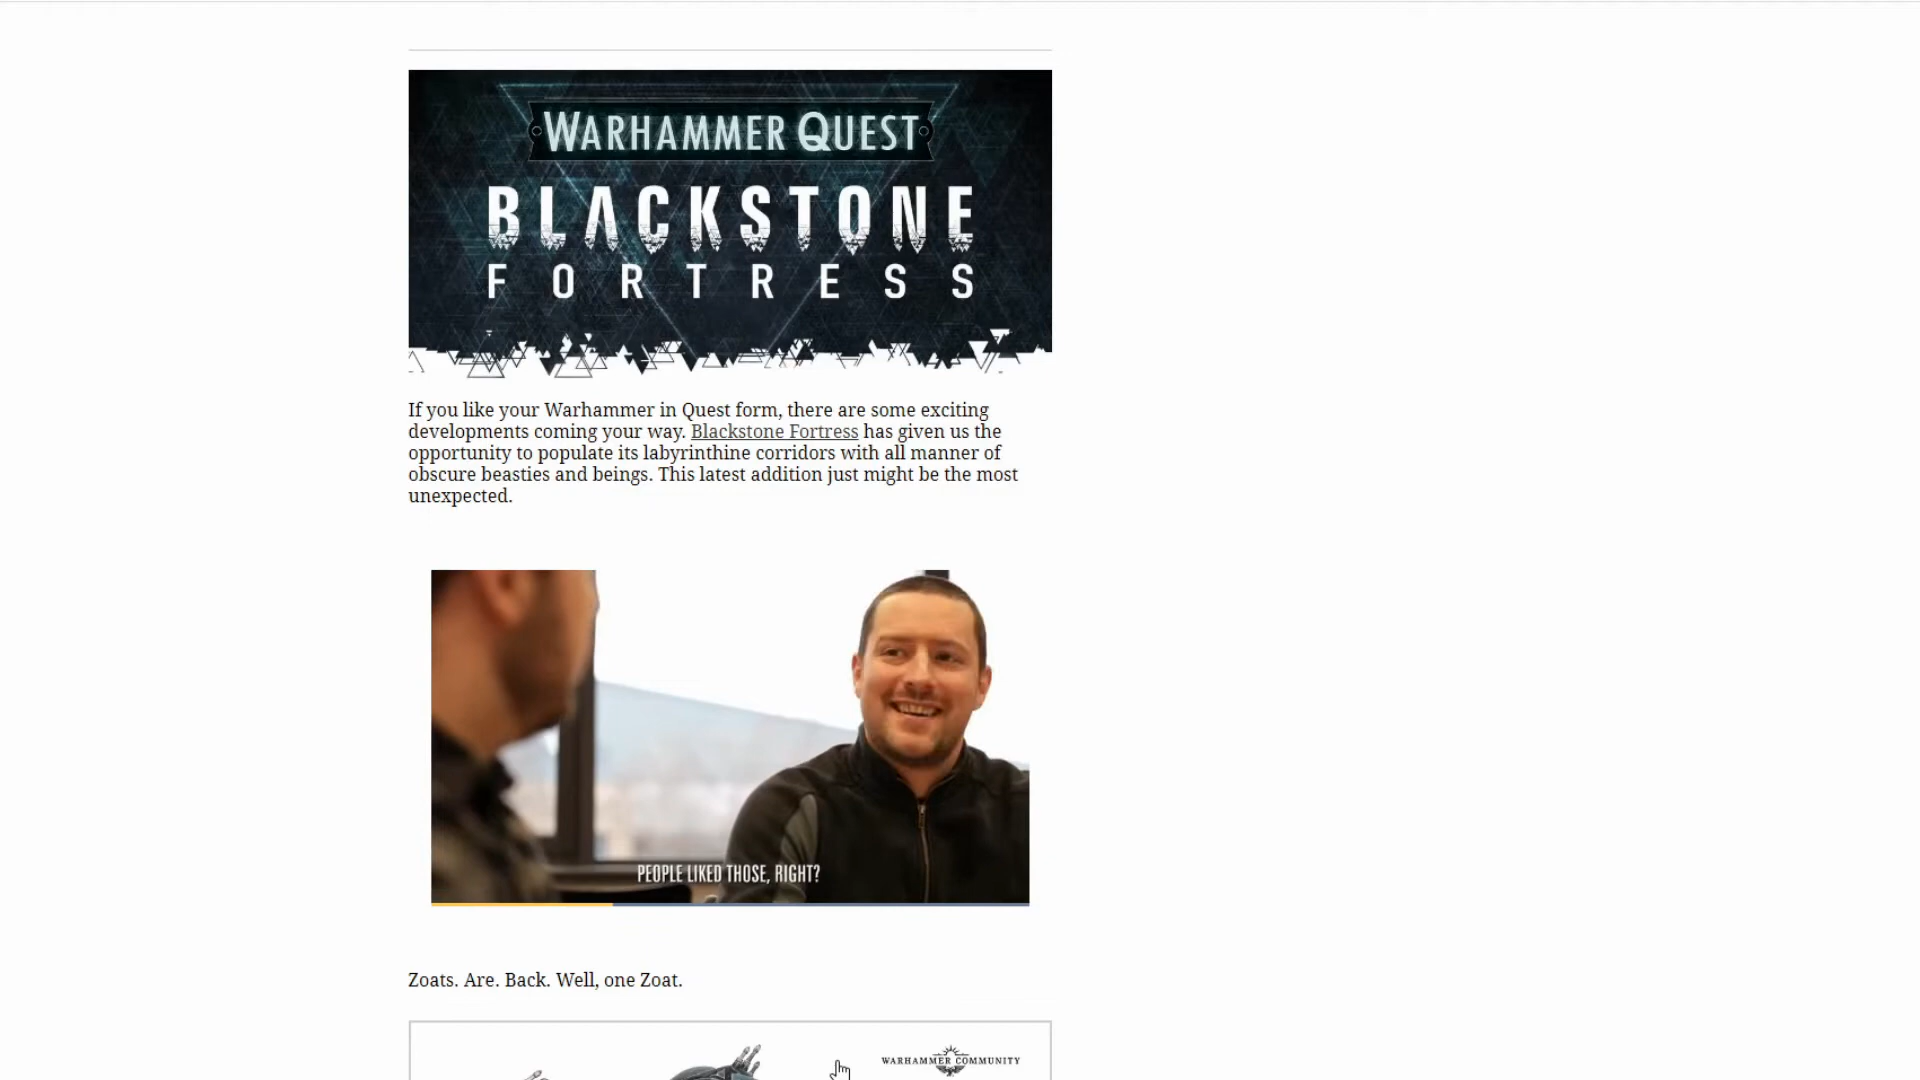 WARHAMMER QUEST
BLACKSTONE
FORTRESS
If you like your Warhammer in Quest form, there are some exciting
developments coming your way. Blackstone Fortress has given us the
opportunity to populate its labyrinthine corridors with all manner of
obscure beasties and beings. This latest addition just might be the most
unexpected.
PEOPLE LIKED THOSE, RIGHT?
Zoats. Are. Back. Well, one Zoat.
WARHAMMER COMMUNITY